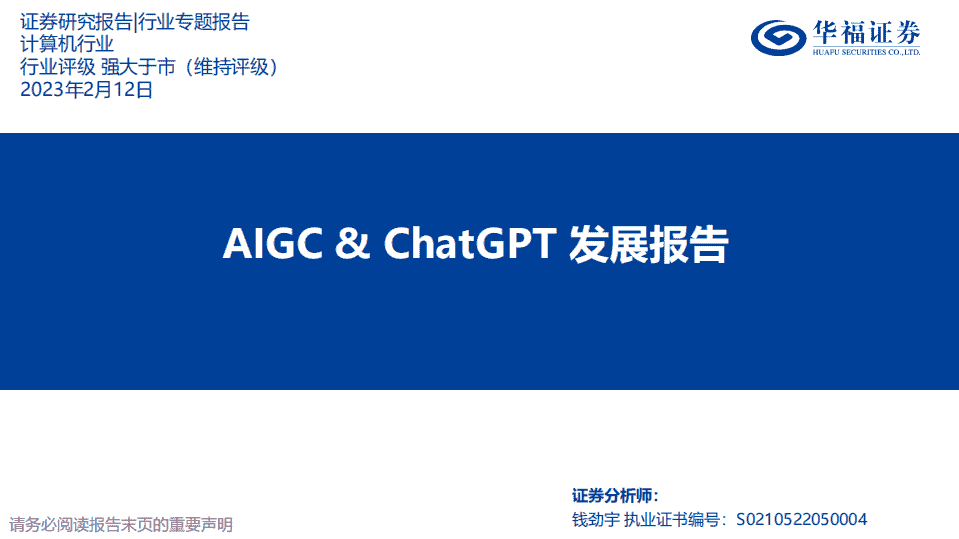 证券研究报告|行业专题报告
计算机行业
行业评级 强大于市（维持评级）
2023年2月12日
华福证券
HUAFU SECURITIES CO.,LTD.
AIGC & ChatGPT 发展报告
证券分析师：
钱劲宇 执业证书编号：S0210522050004
请务必阅读报告末页的重要声明